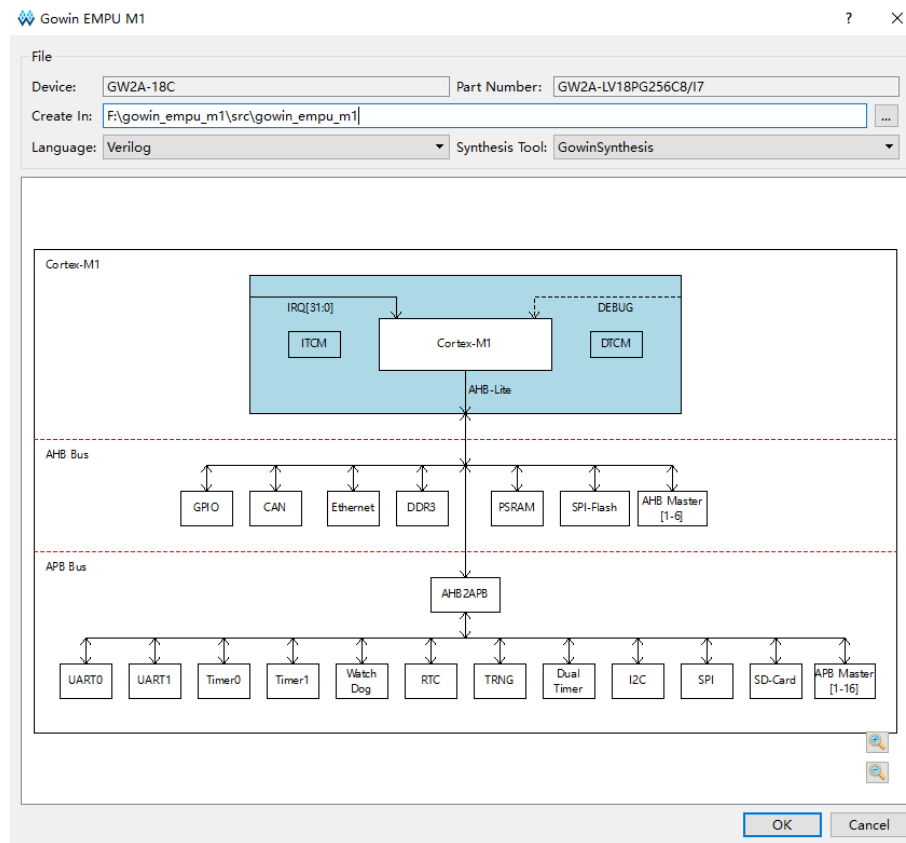 Gowin EMPU M1 ? ×
File
Device: GW2A-18C Part Number: GW2A-LV18PG256C8/I7
Create In: F:\gowin_empu_m1\src\gowin_empu_m1 ...
Language: Verilog Synthesis Tool: GowinSynthesis
Cortex-M1
IRQ[31:0] DEBUG
ITCM Cortex-M1 DTCM
AHB-Lite
AHB Bus
GPIO CAN Ethernet DDR3 PSRAM SPI-Flash AHB Master
[1-6]
APB Bus
AHB2APB
UART0 UART1 Timer0 Timer1 Watch Dog RTC TRNG Dual Timer I2C SPI SD-Card APB Master
[1-16]
OK Cancel